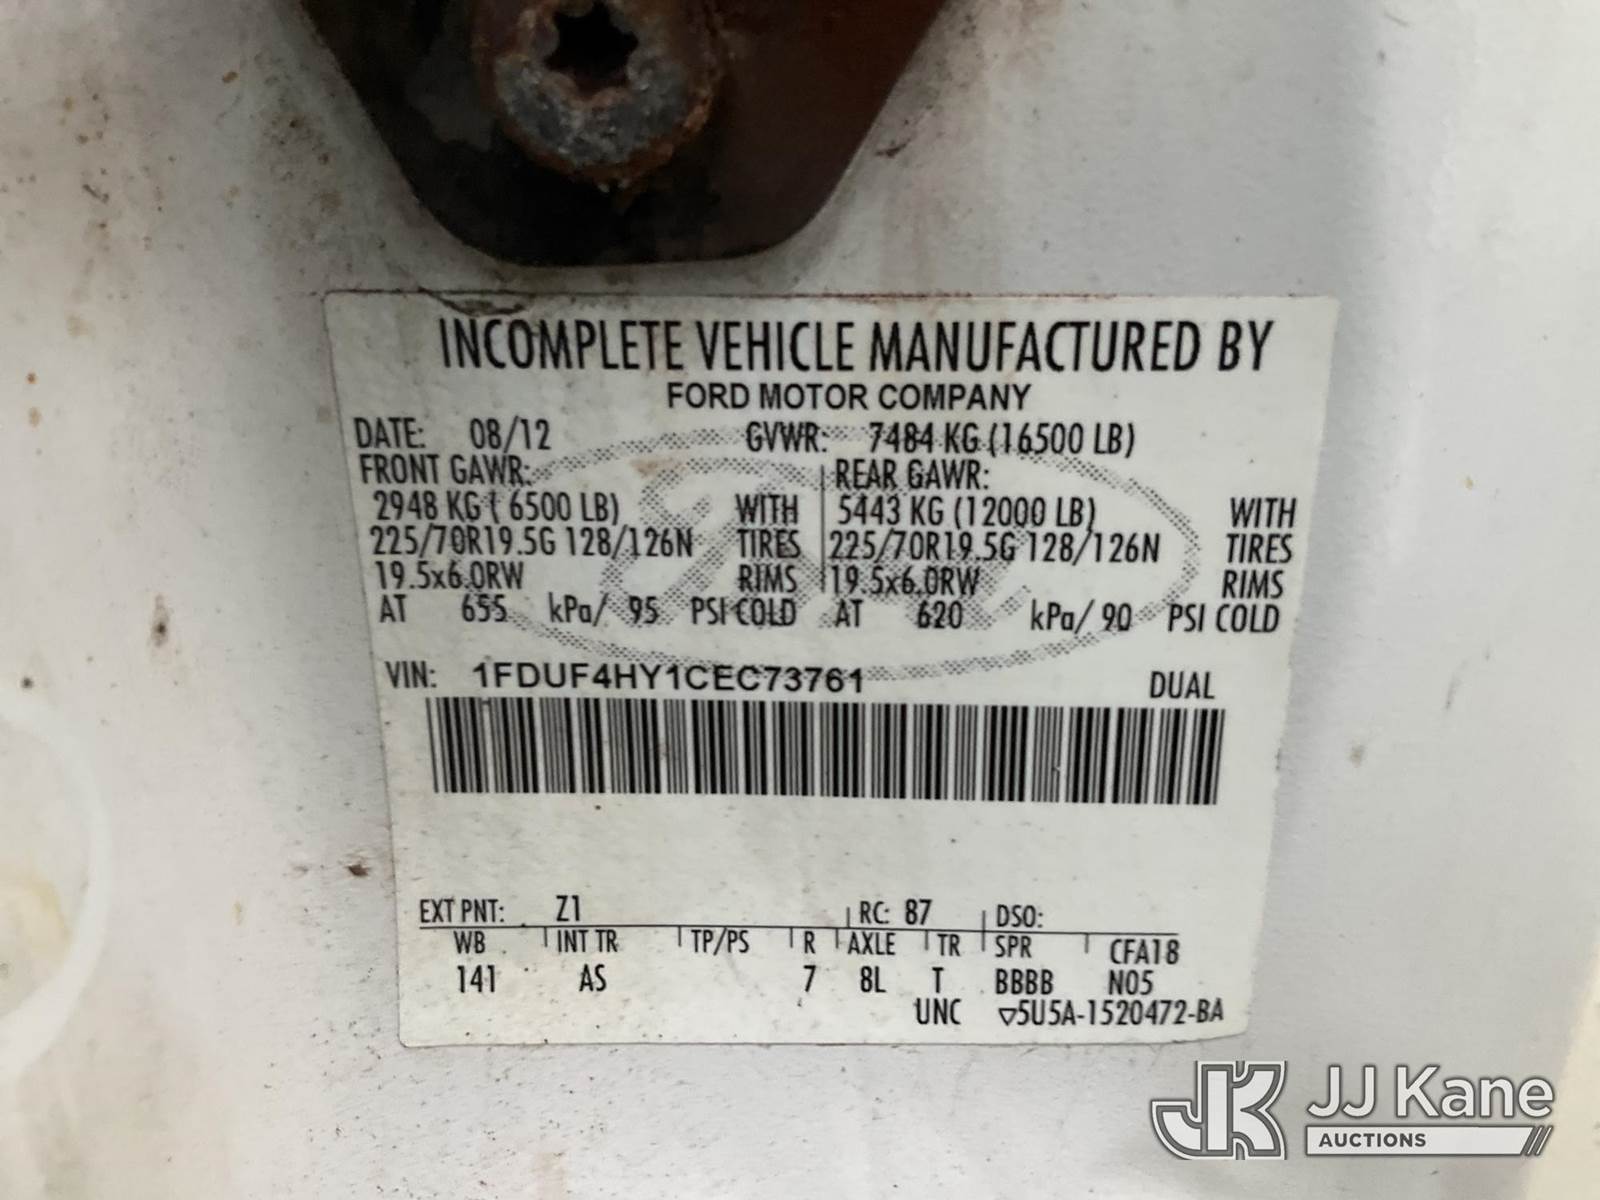 INCOMPLETE VEHICLE MANUFACTURED BY
FORD MOTOR COMPANY
DATE: 08/12 GVWR: 7484 KG (16500 LB)
FRONT GAWR: REAR GAWR:
2948 KG ( 6500 LB) WITH 5443 KG (12000 LB) WITH
225/70R19.5G 128/126N TIRES 225/70R19.5G 128/126N TIRES
19.5x6.0RW RIMS 19.5x6.0RW RIMS
AT 655 kPa/ 95 PSI COLD AT 620 kPa/ 90 PSI COLD
VIN: 1FDUF4HY1CEC73761 DUAL
EXT PNT: Z1 RC: 87 DSO:
WB INT TR TP/PS R AXLE TR SPR CFA18
141 AS 7 8L T BBBB N05
UNC ▽5U5A-1520472-BA
JK JJ Kane
AUCTIONS